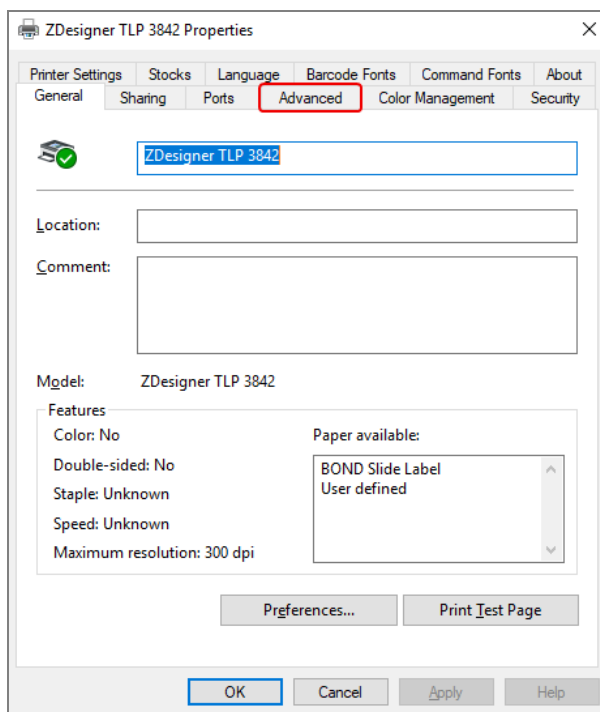 ZDesigner TLP 3842 Properties
Printer Settings Stocks Language Barcode Fonts Command Fonts About
General Sharing Ports Advanced Color Management Security
ZDesigner TLP 3842
Location:
Comment:
Model: ZDesigner TLP 3842
Features
Color: No Paper available:
Double-sided: No BOND Slide Label
Staple: Unknown User defined
Speed: Unknown
Maximum resolution: 300 dpi
Preferences... Print Test Page
OK Cancel Apply Help